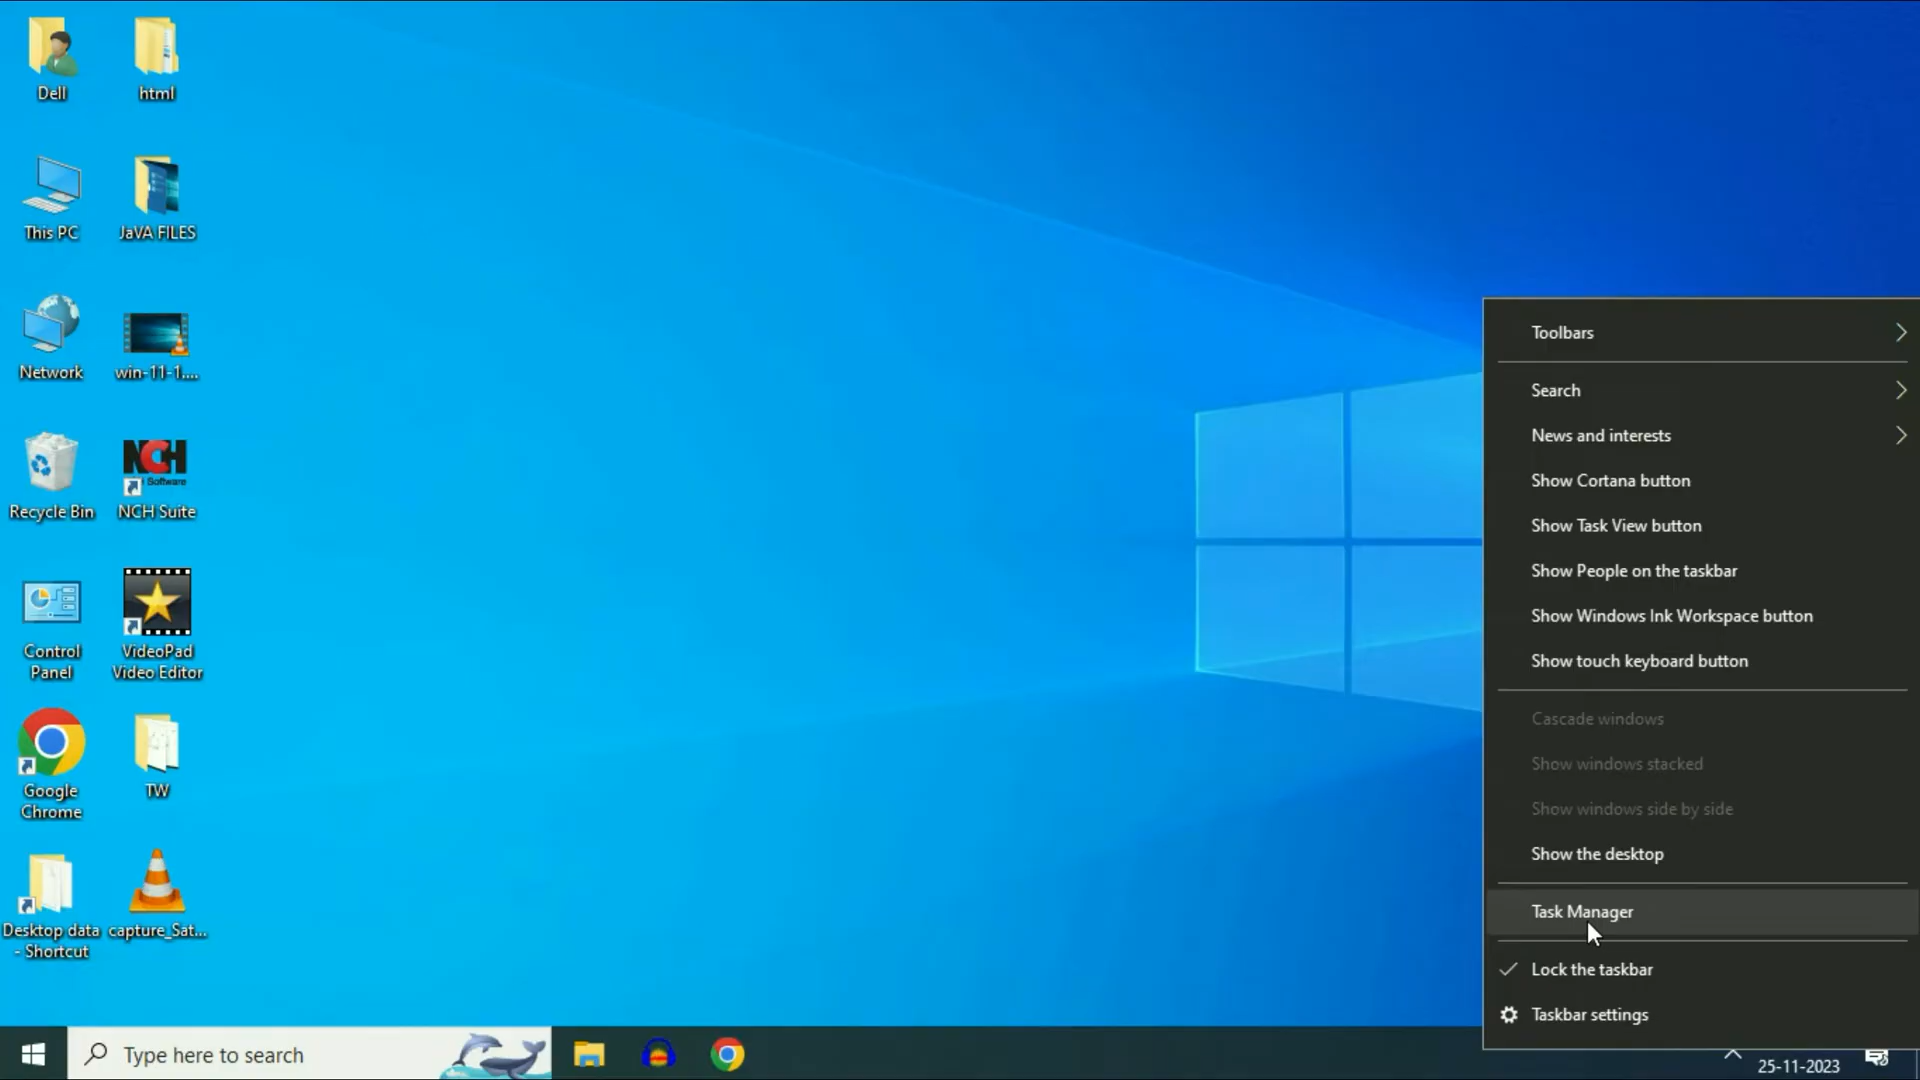 Dell
html
This PC
JaVA FILES
Network
win-11-1....
Recycle Bin
NCH
Software
NCH Suite
Control
Panel
VideoPad
Video Editor
Google
Chrome
TW
Desktop data
- Shortcut
capture_Sat...
Toolbars
Search
News and interests
Show Cortana button
Show Task View button
Show People on the taskbar
Show Windows Ink Workspace button
Show touch keyboard button
Cascade windows
Show windows stacked
Show windows side by side
Show the desktop
Task Manager
Lock the taskbar
Taskbar settings
Type here to search
25-11-2023